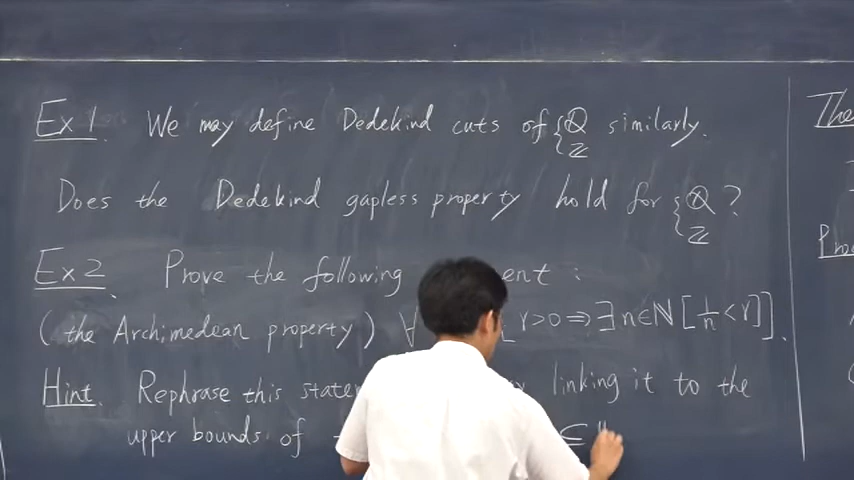 Ex 1. We may define Dedekind cuts of { Q Z similarly.
Does the Dedekind gapless property hold for { Q Z ?
Ex 2. Prove the following ent :
(the Archimedean property) ∀ [ r>0 ⇒ ∃n∈N [ 1/n < r ] ].
Hint. Rephrase this state linking it to the
upper bounds of ⊆
The